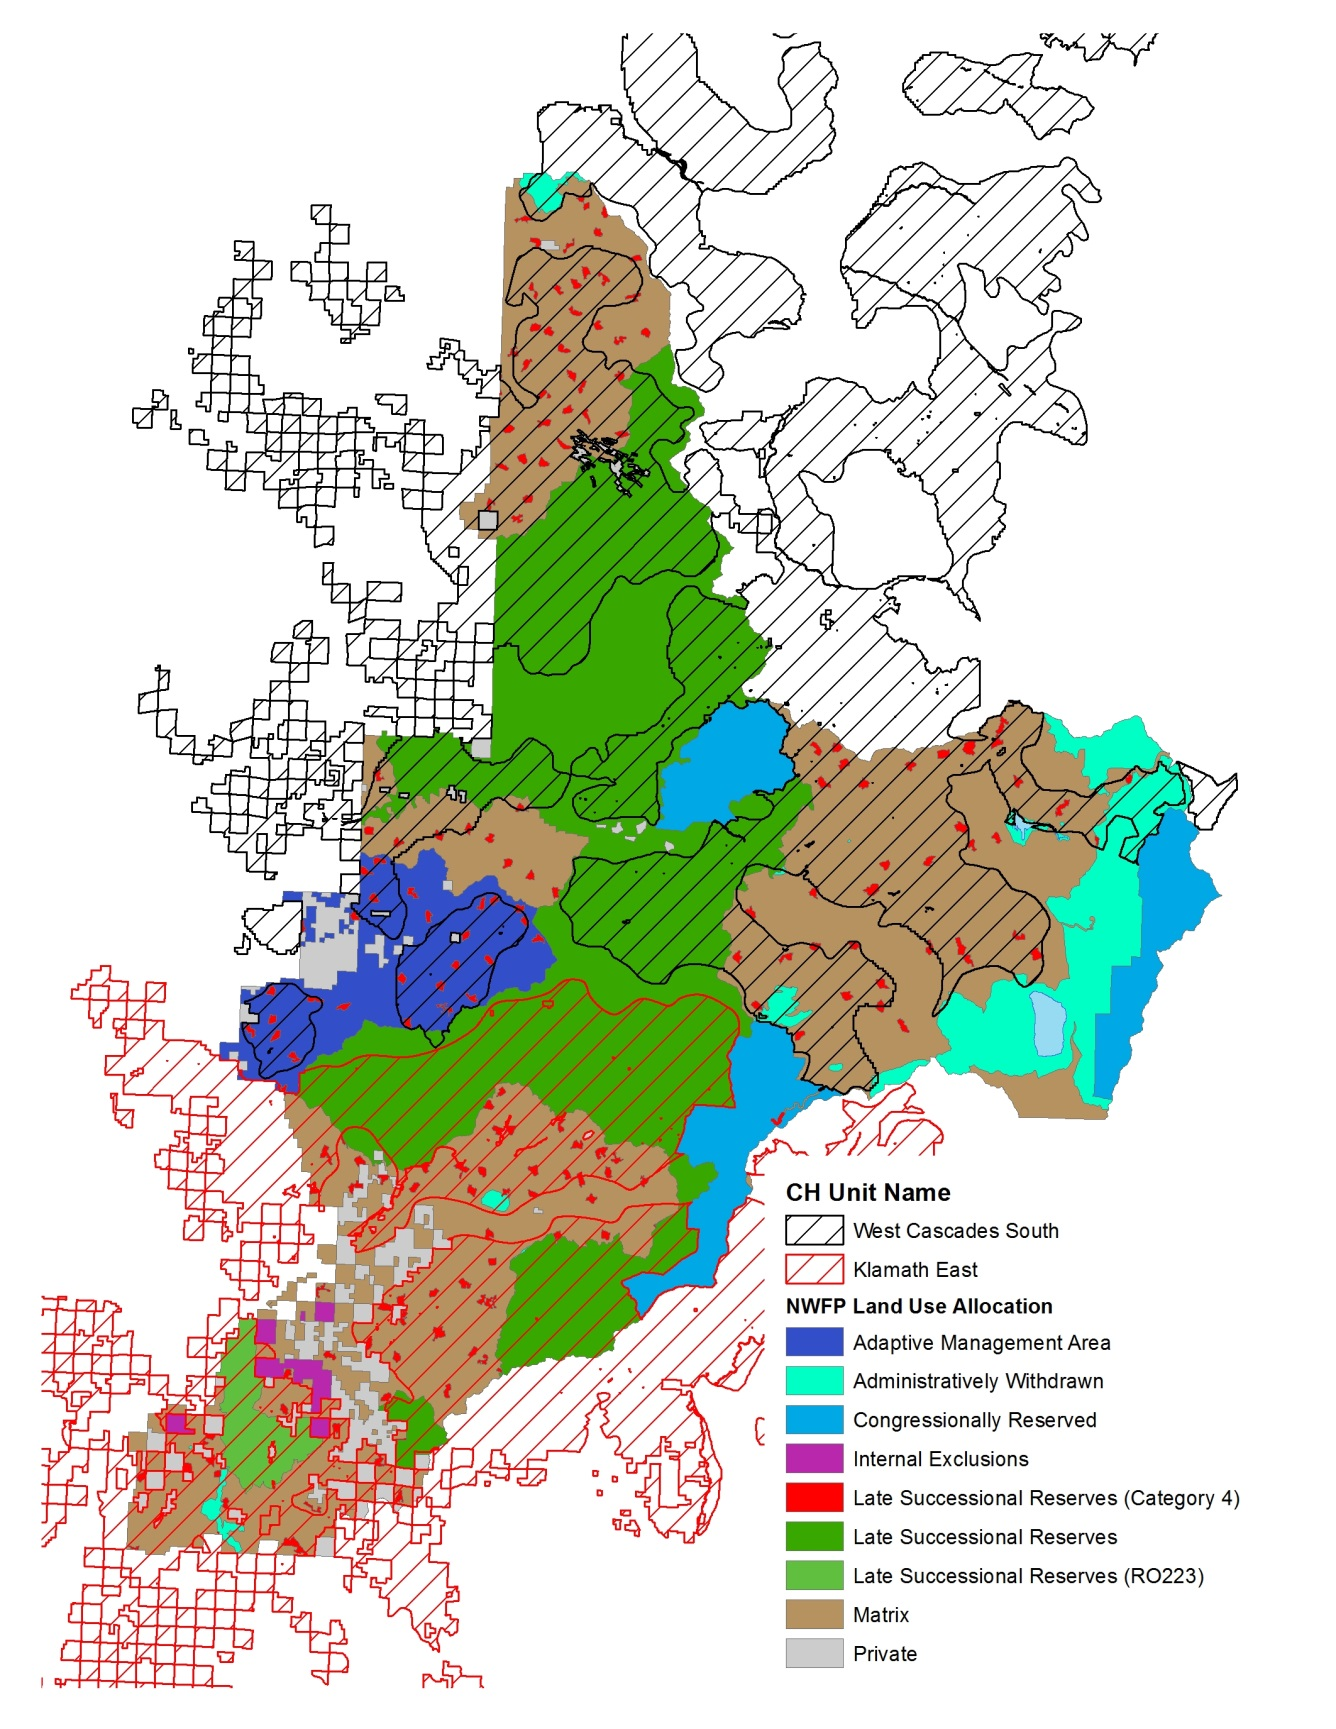 CH Unit Name
West Cascades South
Klamath East
NWFP Land Use Allocation
Adaptive Management Area
Administratively Withdrawn
Congressionally Reserved
Internal Exclusions
Late Successional Reserves (Category 4)
Late Successional Reserves
Late Successional Reserves (RO223)
Matrix
Private